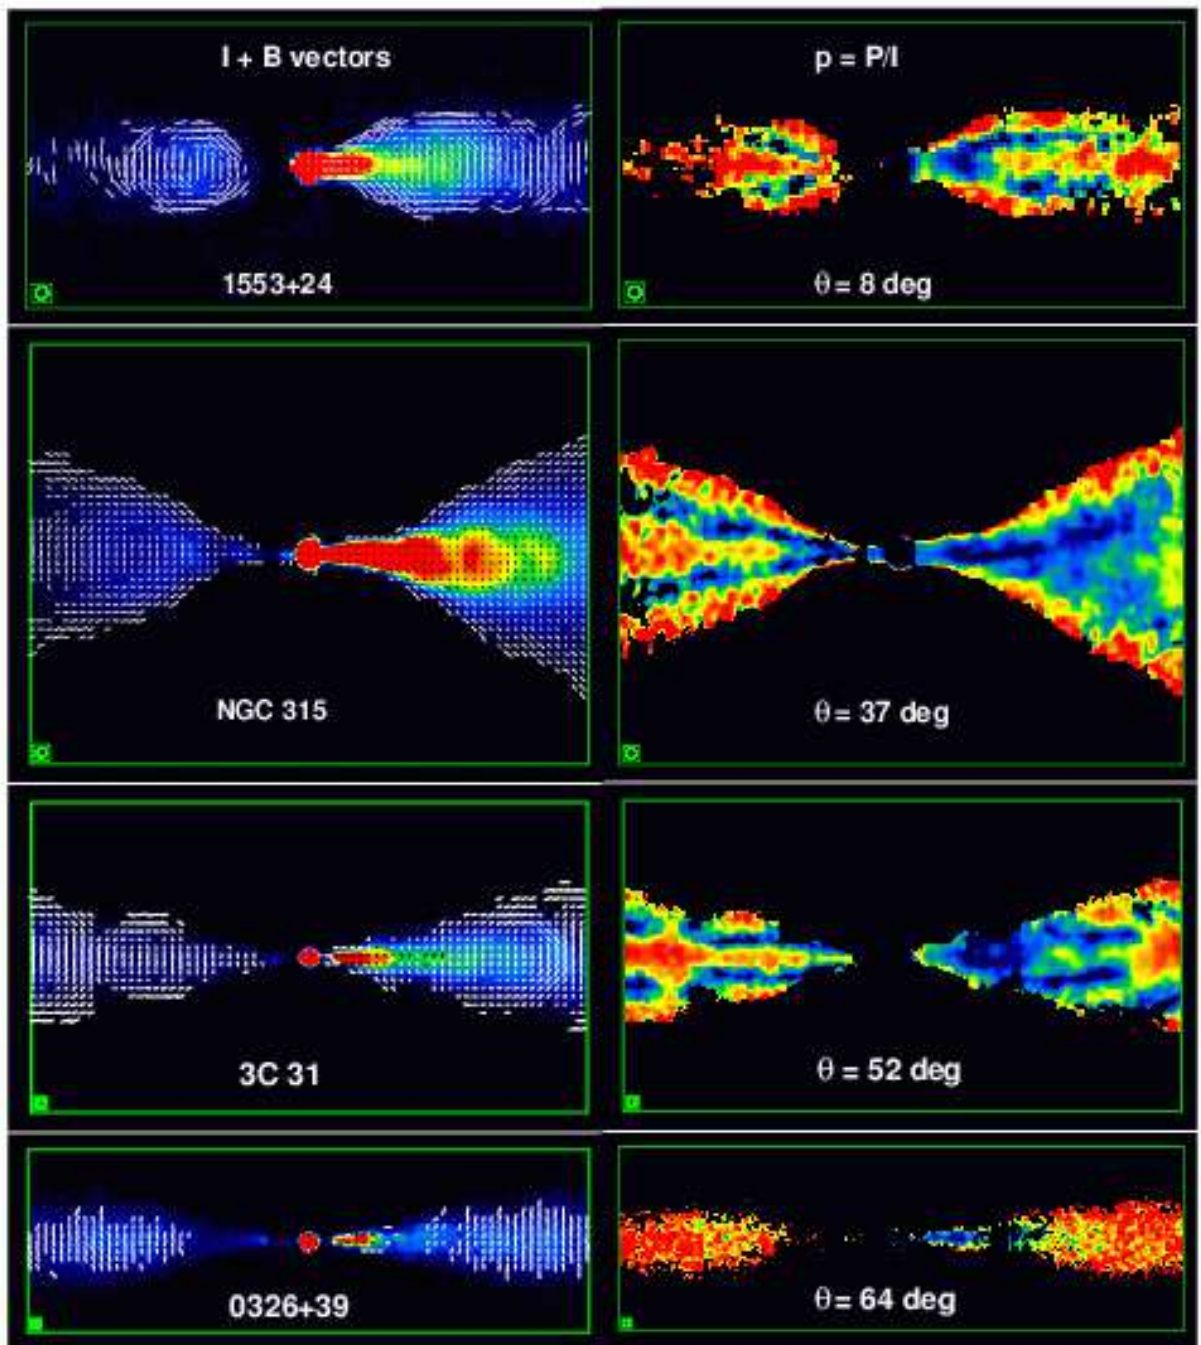 I + B vectors
p = P/I
1553+24
θ = 8 deg
NGC 315
θ = 37 deg
3C 31
θ = 52 deg
0326+39
θ = 64 deg